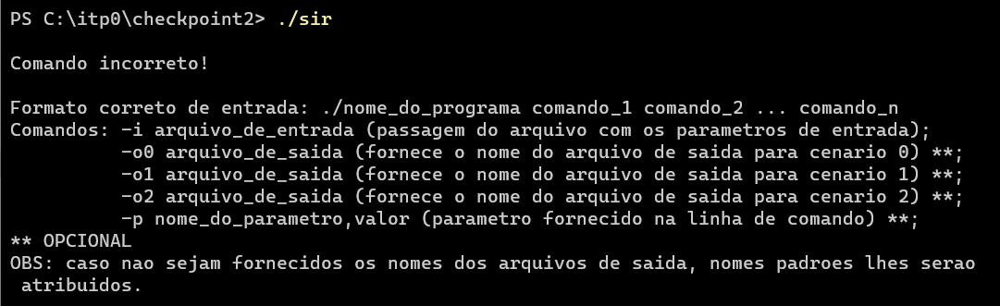 PS C:\itp0\checkpoint2> ./sir
Comando incorreto!
Formato correto de entrada: ./nome_do_programa comando_1 comando_2 ... comando_n
Comandos: -i arquivo_de_entrada (passagem do arquivo com os parametros de entrada);
-o0 arquivo_de_saida (fornece o nome do arquivo de saida para cenario 0) **;
-o1 arquivo_de_saida (fornece o nome do arquivo de saida para cenario 1) **;
-o2 arquivo_de_saida (fornece o nome do arquivo de saida para cenario 2) **;
-p nome_do_parametro,valor (parametro fornecido na linha de comando) **;
** OPCIONAL
OBS: caso nao sejam fornecidos os nomes dos arquivos de saida, nomes padroes lhes serao
atribuidos.